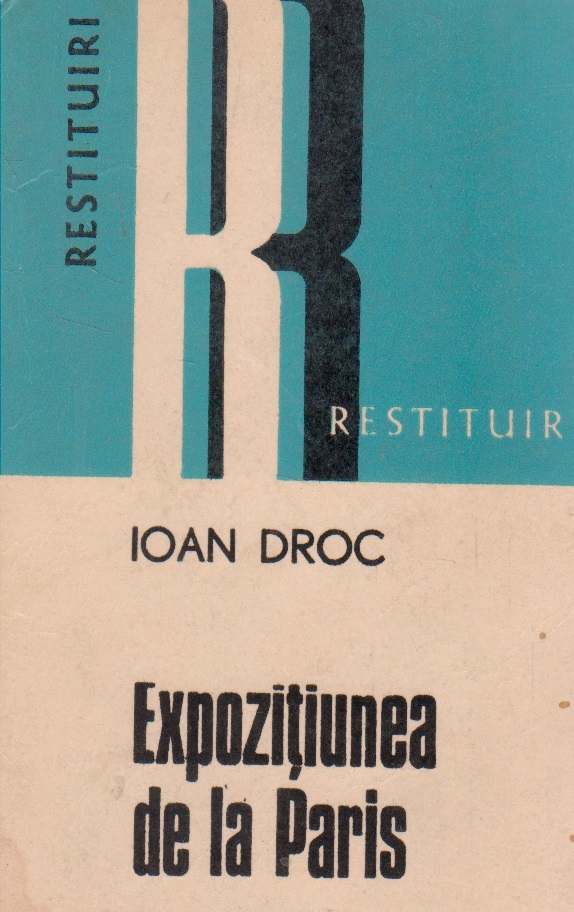 RESTITUIRI
RESTITUIR
IOAN DROC
Expozițiunea
de la Paris